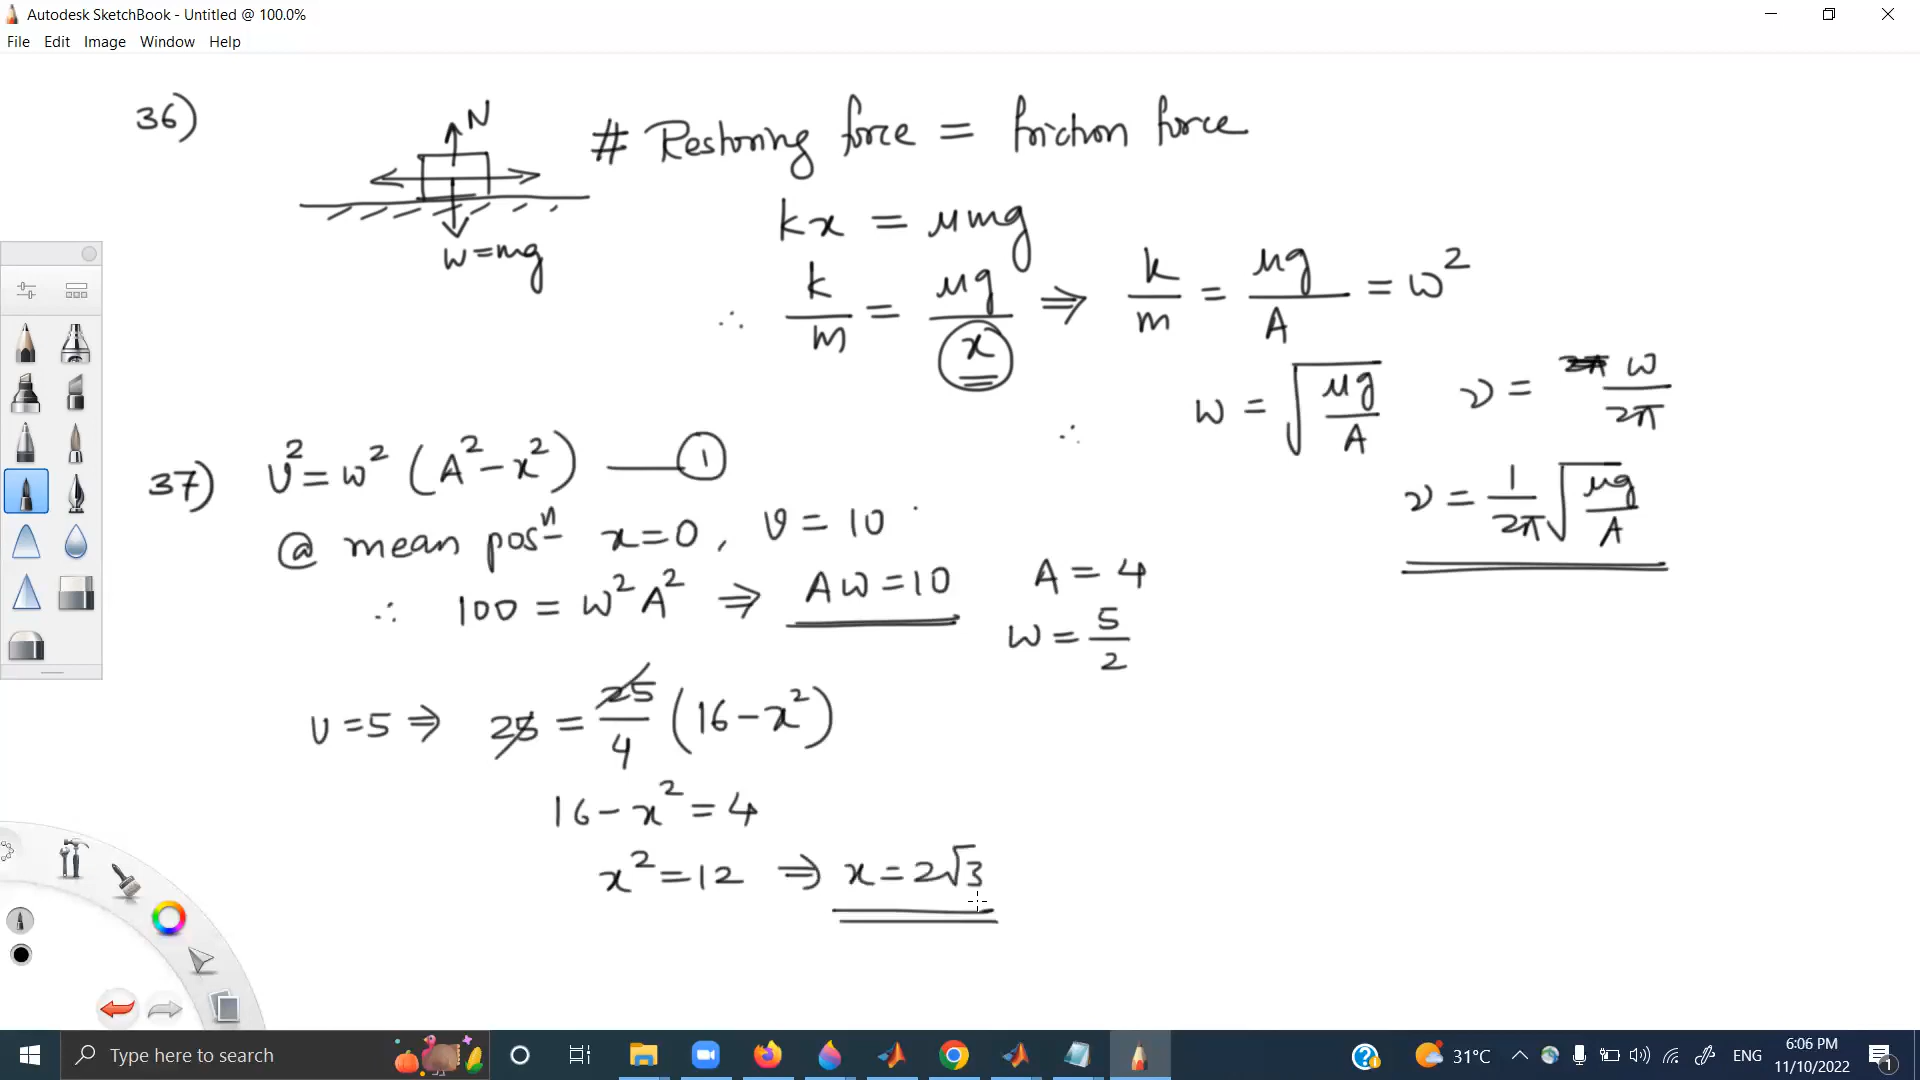 Autodesk SketchBook - Untitled @ 100.0%
File Edit Image Window Help
36)
N
w=mg
# Restoring force = friction force
kx = μmg
∴ k/m = μg/x ⇒ k/m = μg/A = ω²
∴ ω = √(μg/A) ν = ω/2π
ν = 1/2π √(μg/A)
37) v² = ω² (A² - x²) — ①
@ mean posⁿ x=0, v = 10
∴ 100 = ω²A² ⇒ Aω = 10
A = 4
ω = 5/2
v = 5 ⇒ 25 = 25/4 (16 - x²)
16 - x² = 4
x² = 12 ⇒ x = 2√3
Type here to search
31°C
ENG
6:06 PM
11/10/2022
1